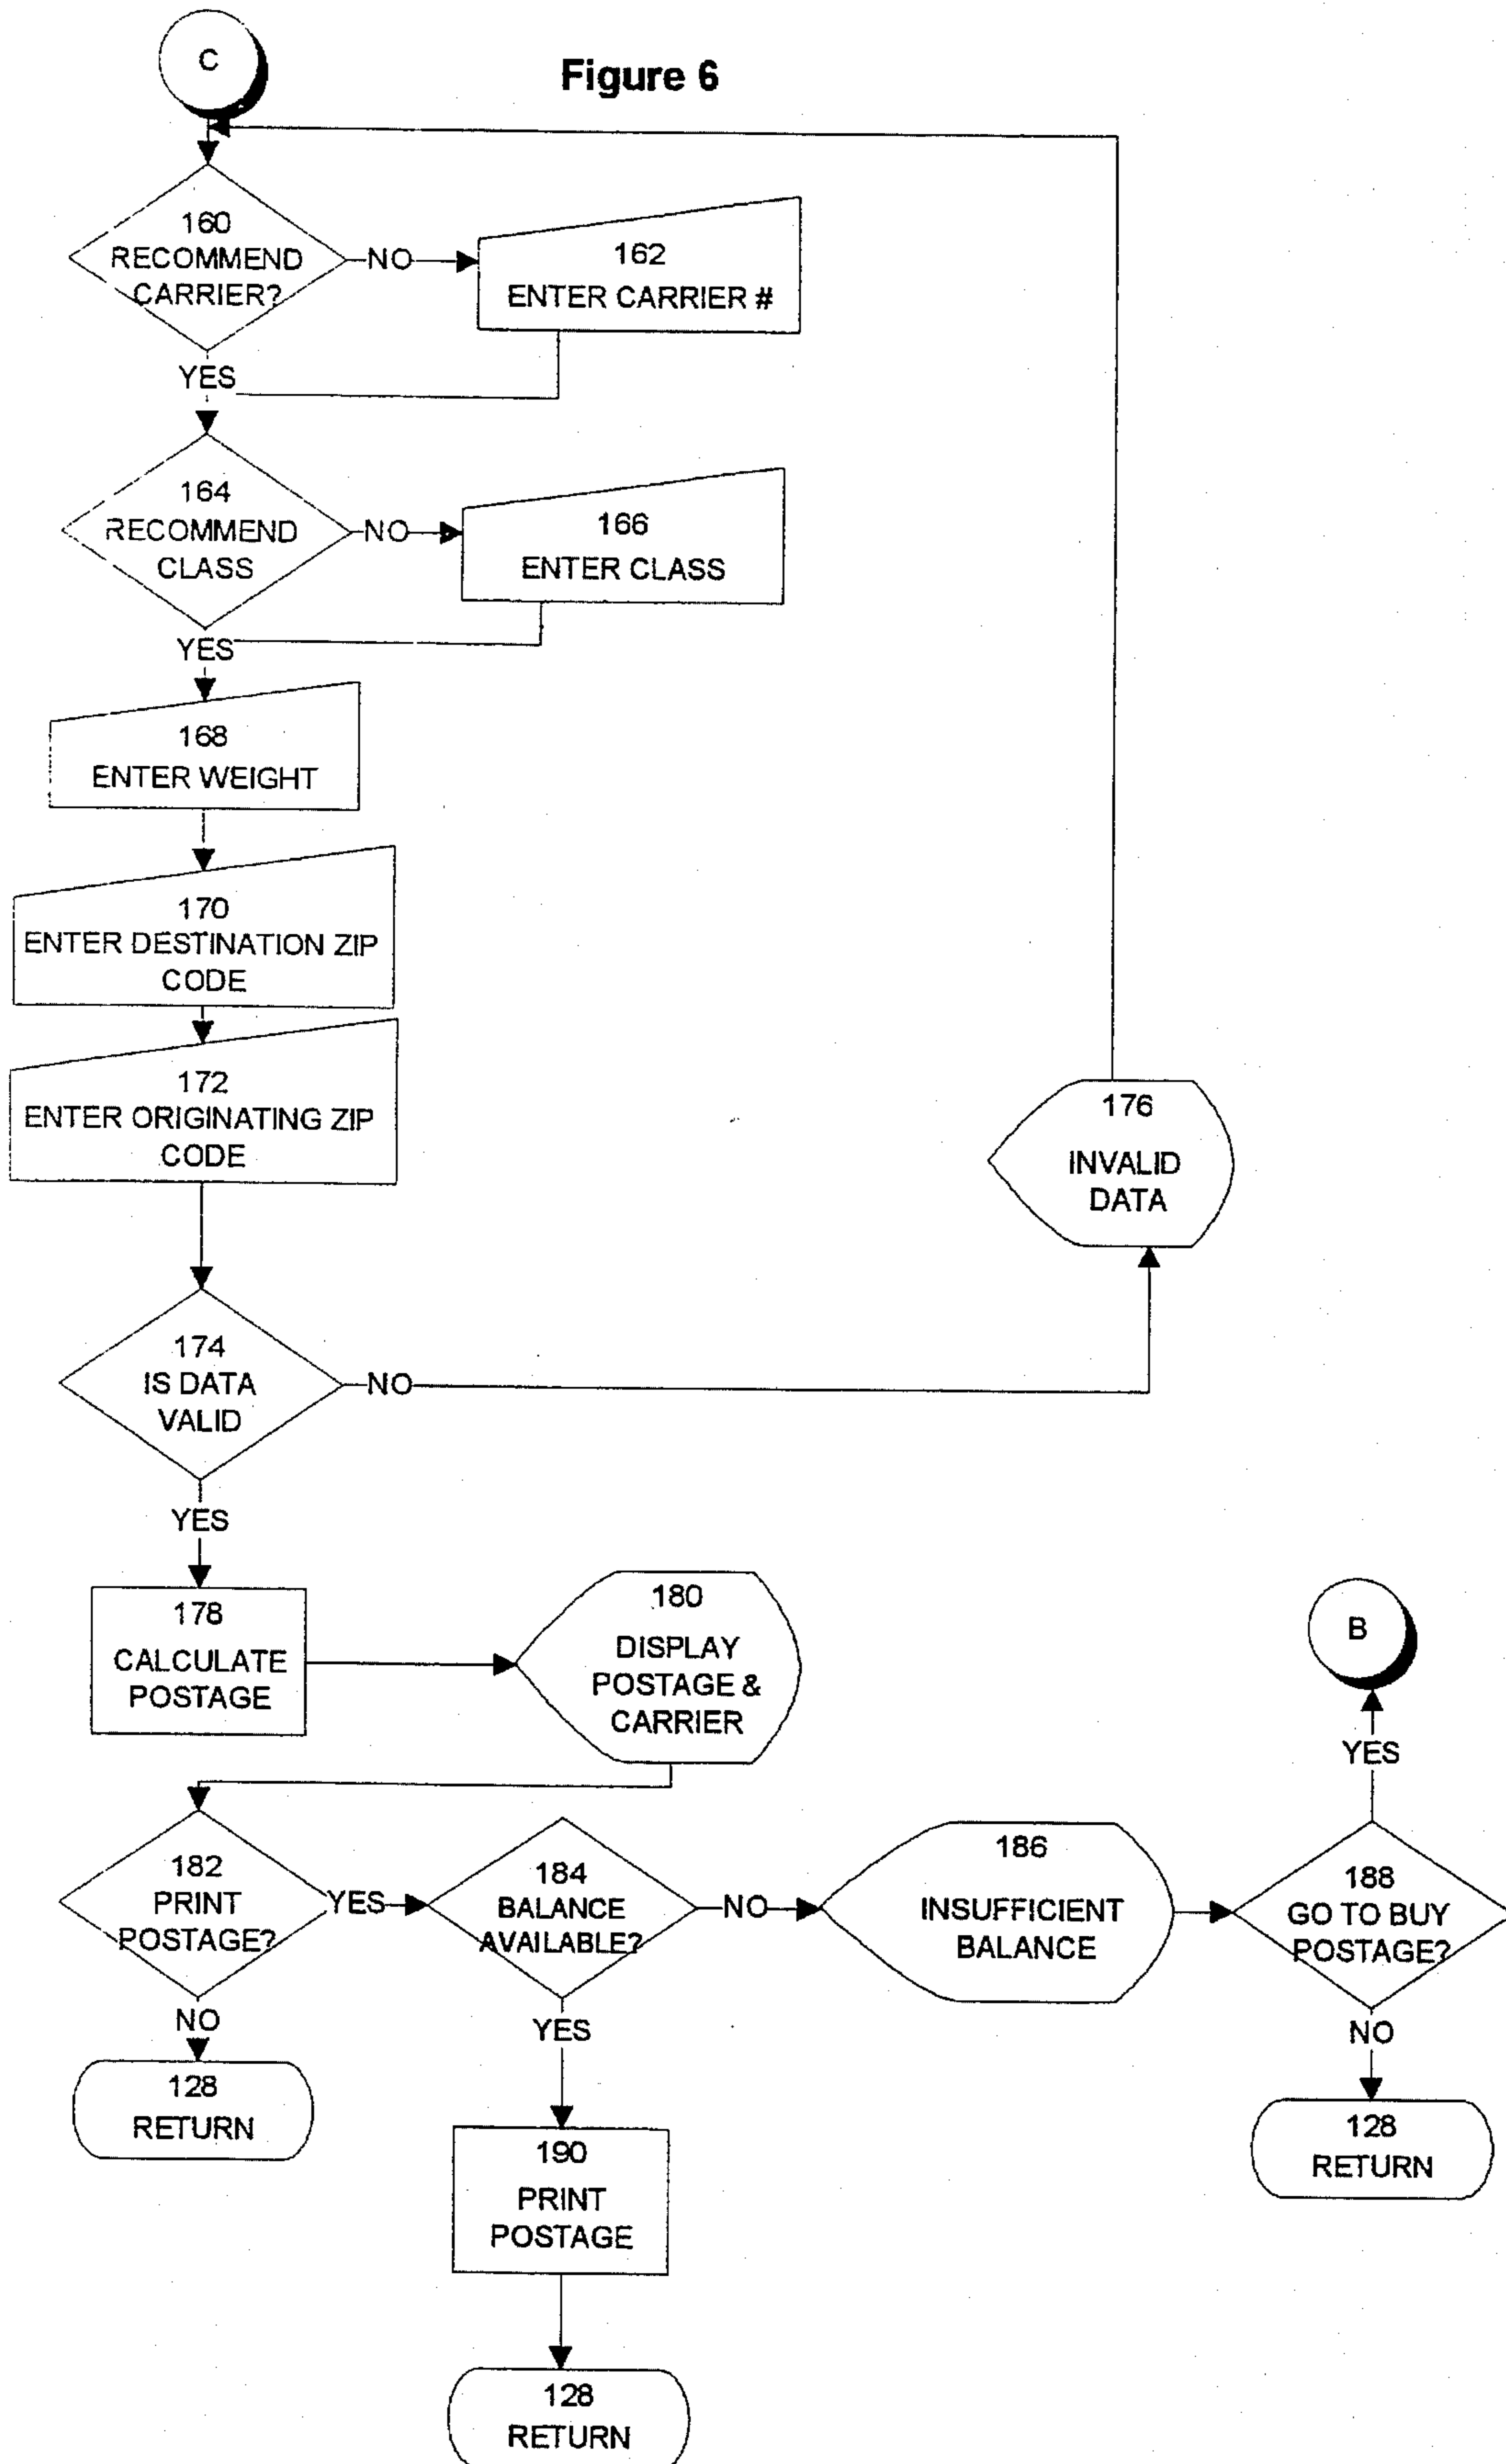 C
Figure 6
160
RECOMMEND
CARRIER?
NO
162
ENTER CARRIER #
YES
164
RECOMMEND
CLASS
NO
166
ENTER CLASS
YES
168
ENTER WEIGHT
170
ENTER DESTINATION ZIP
CODE
172
ENTER ORIGINATING ZIP
CODE
176
INVALID
DATA
174
IS DATA
VALID
NO
YES
178
CALCULATE
POSTAGE
180
DISPLAY
POSTAGE &
CARRIER
B
YES
182
PRINT
POSTAGE?
YES
184
BALANCE
AVAILABLE?
NO
186
INSUFFICIENT
BALANCE
188
GO TO BUY
POSTAGE?
NO
YES
NO
128
RETURN
190
PRINT
POSTAGE
128
RETURN
128
RETURN